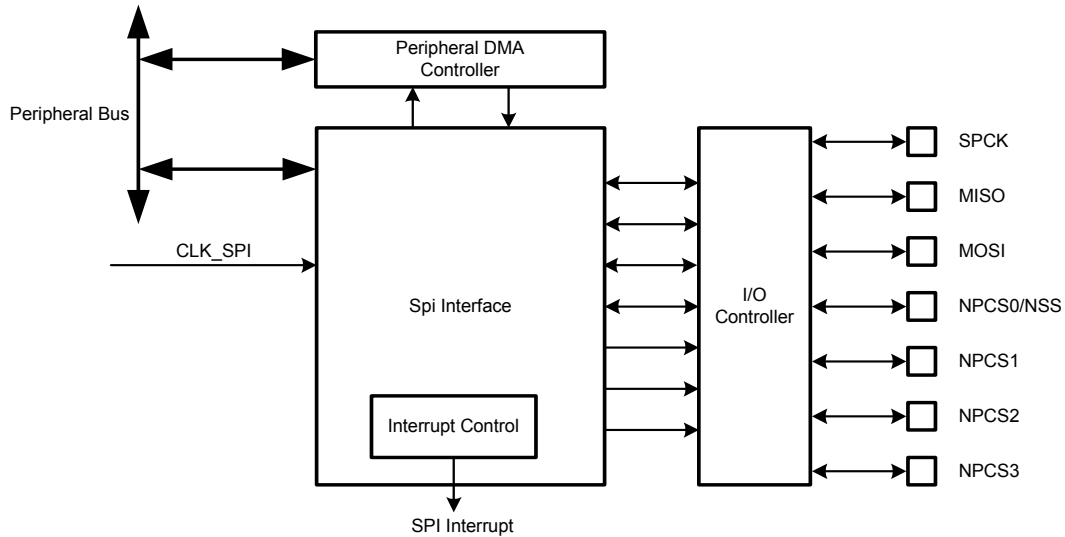 Peripheral DMA
Controller
Peripheral Bus
CLK_SPI
Spi Interface
Interrupt Control
SPI Interrupt
I/O
Controller
SPCK
MISO
MOSI
NPCS0/NSS
NPCS1
NPCS2
NPCS3